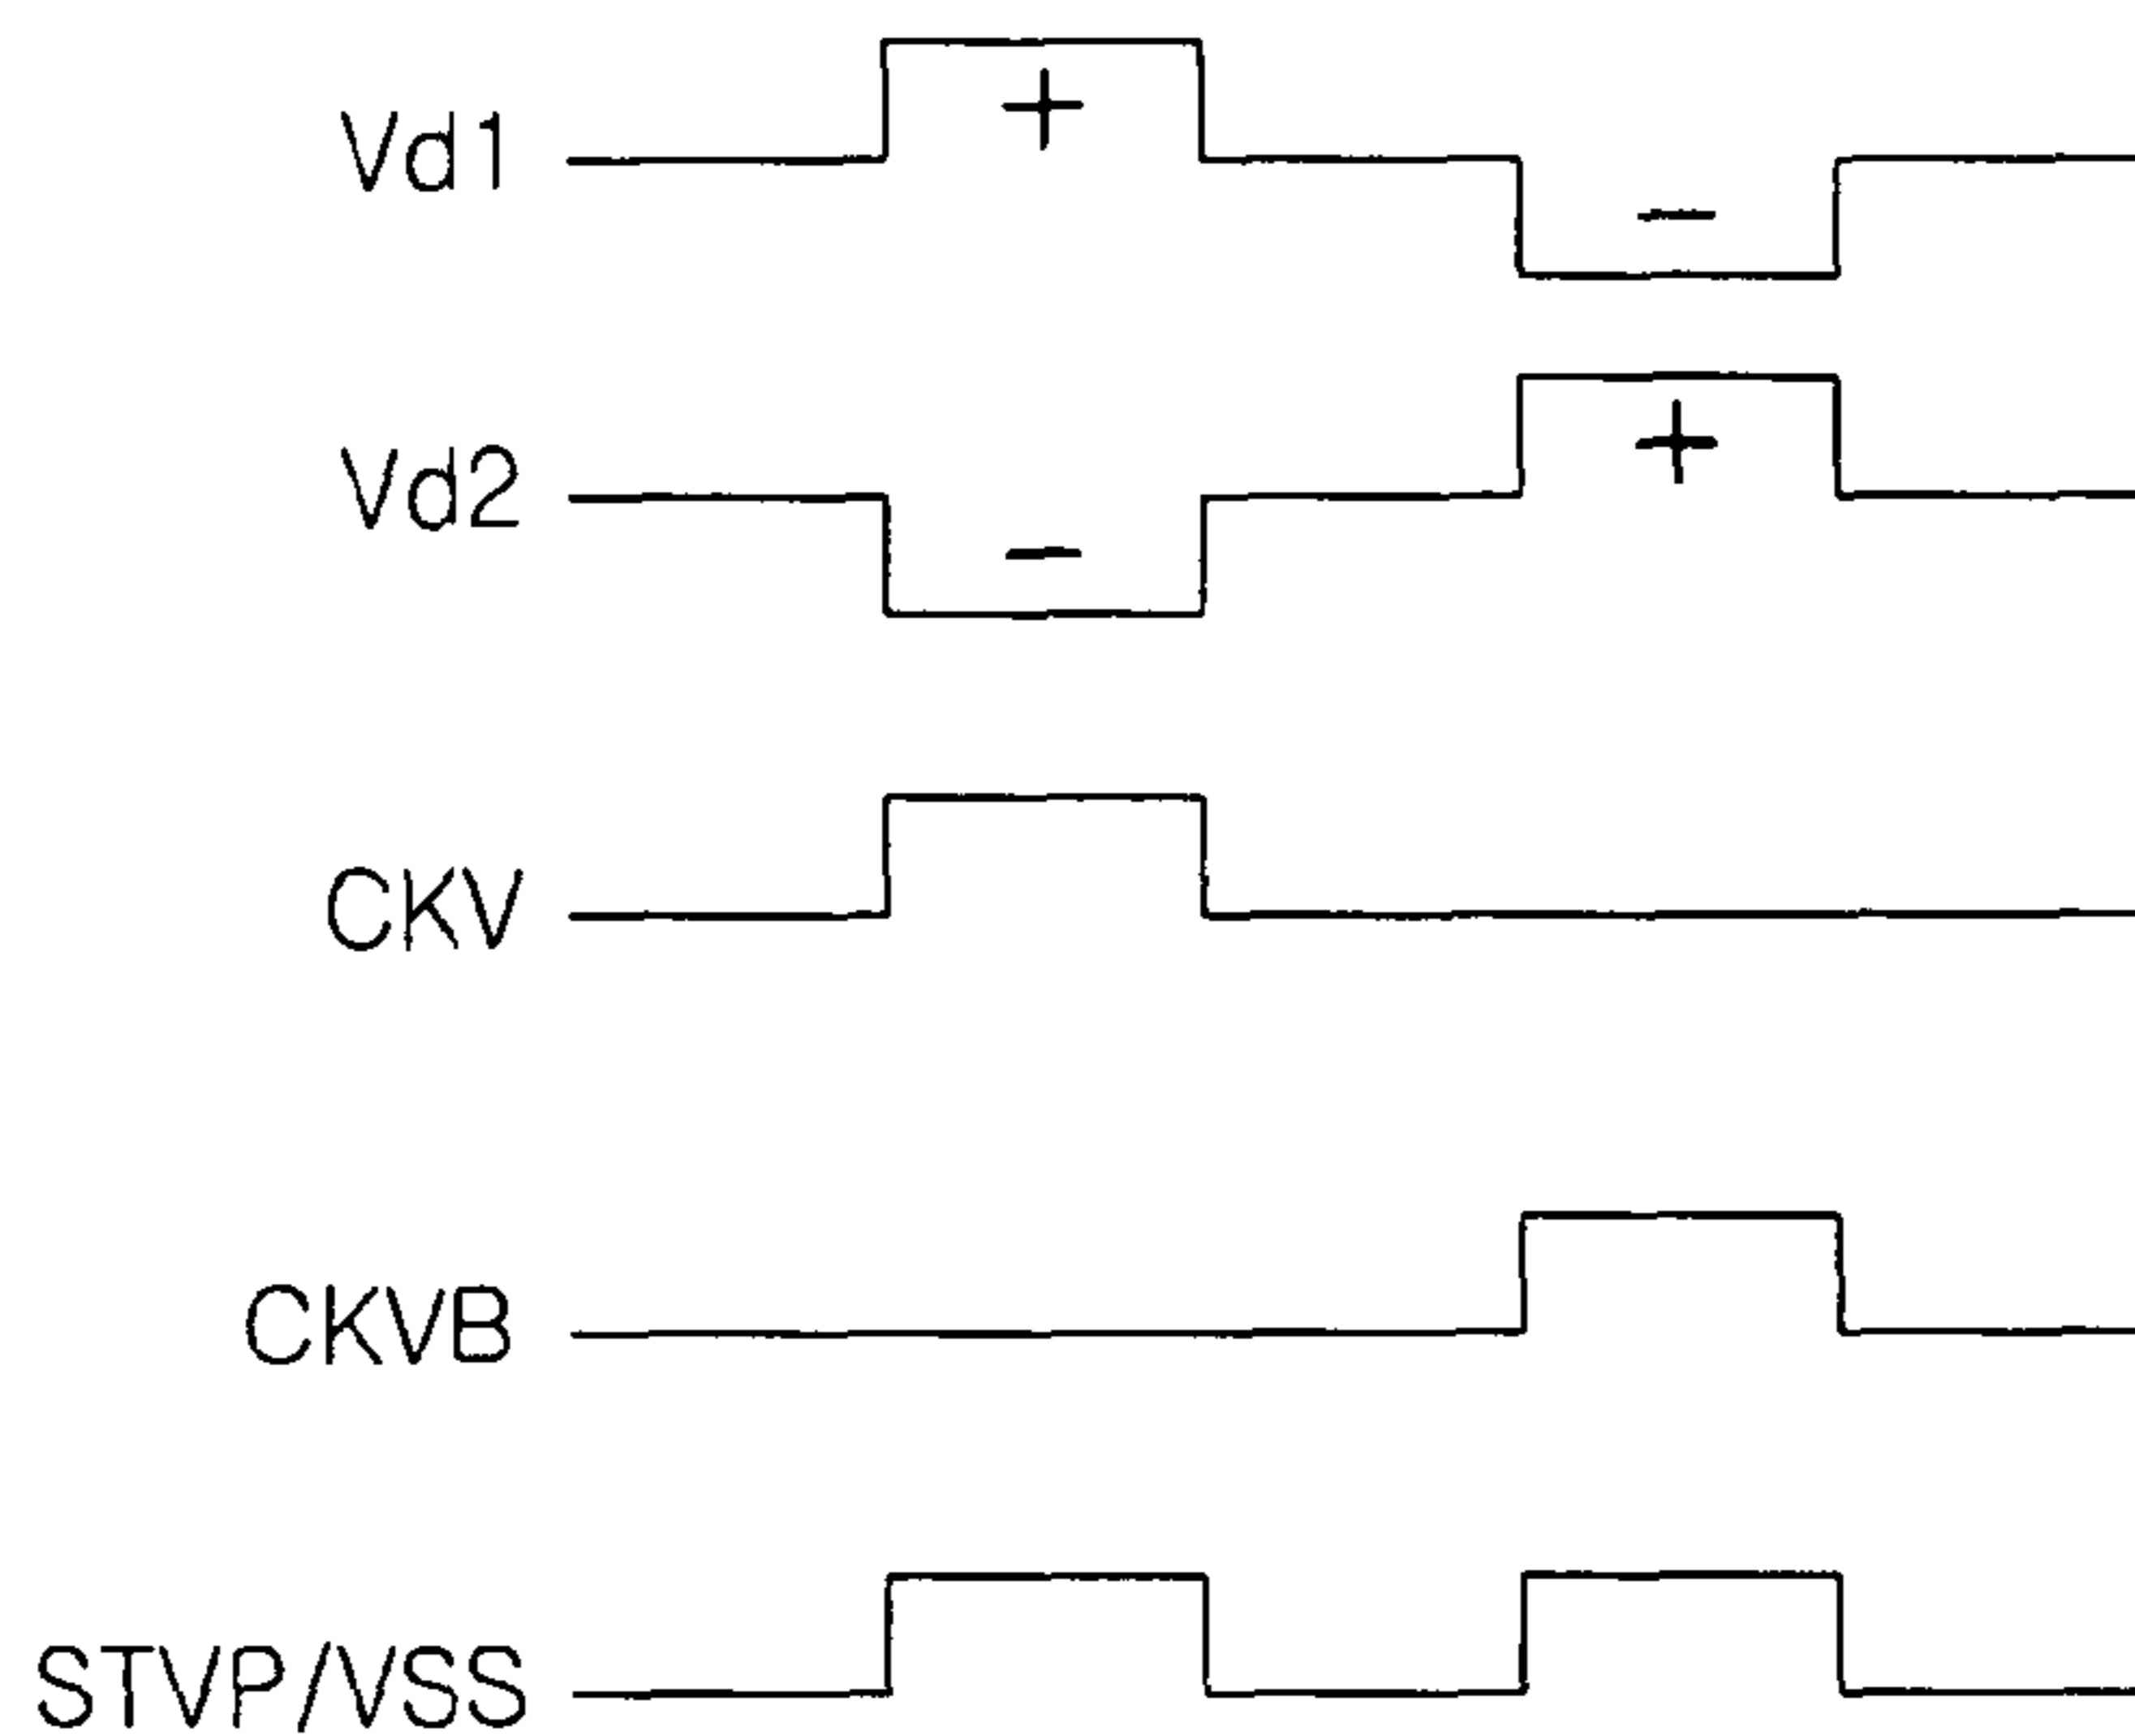 Vd1
+
-
Vd2
-
+
CKV
CKVB
STVP/VSS